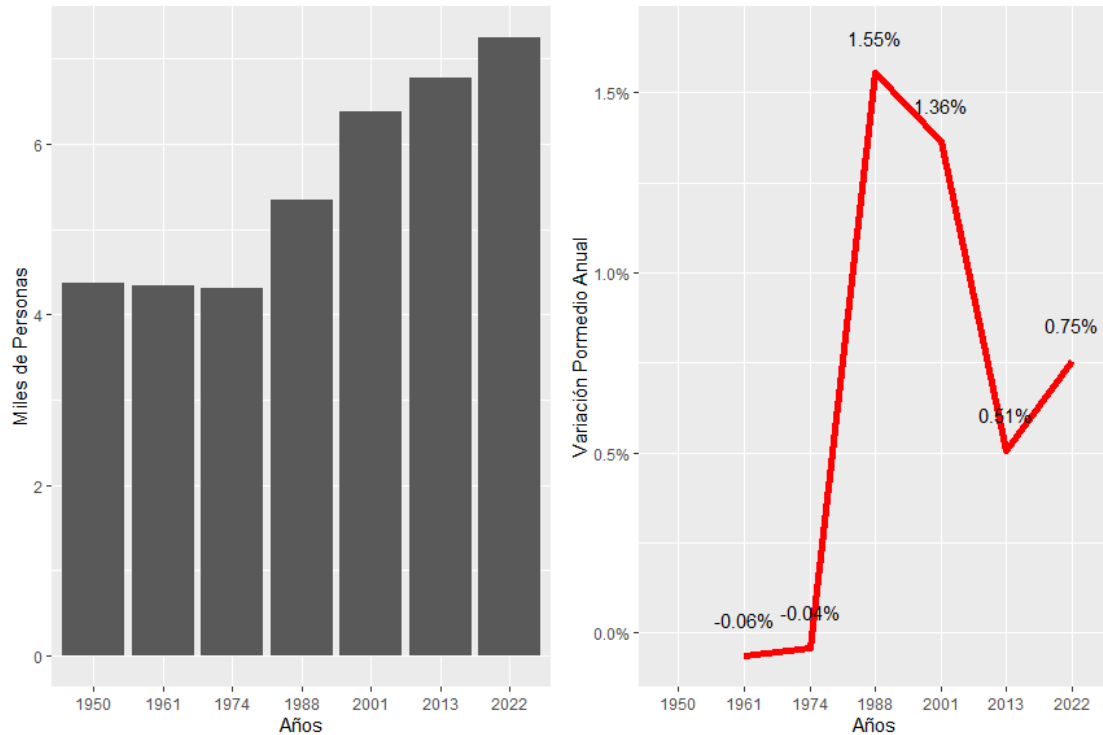 6
4
2
0
Miles de Personas
1950 1961 1974 1988 2001 2013 2022
Años
1.5%
1.0%
0.5%
0.0%
Variación Pormedio Anual
1.55%
1.36%
0.75%
0.51%
-0.06%
-0.04%
1950 1961 1974 1988 2001 2013 2022
Años